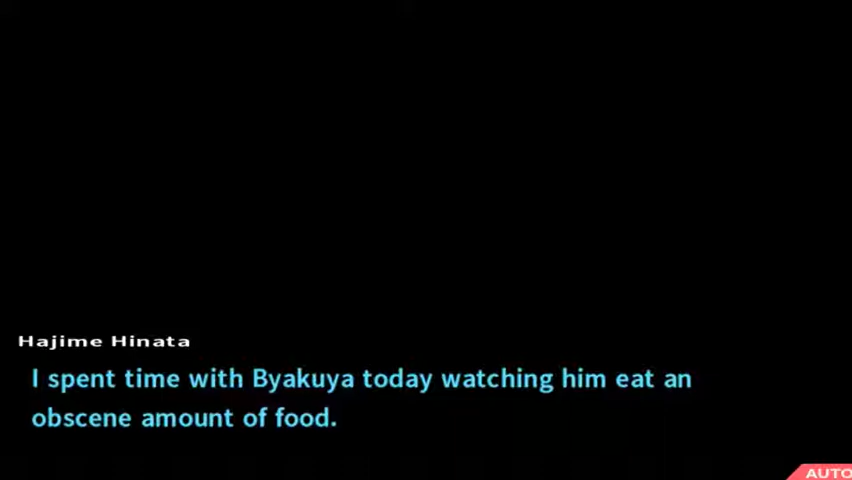 Hajime Hinata
I spent time with Byakuya today watching him eat an
obscene amount of food.
AUTO